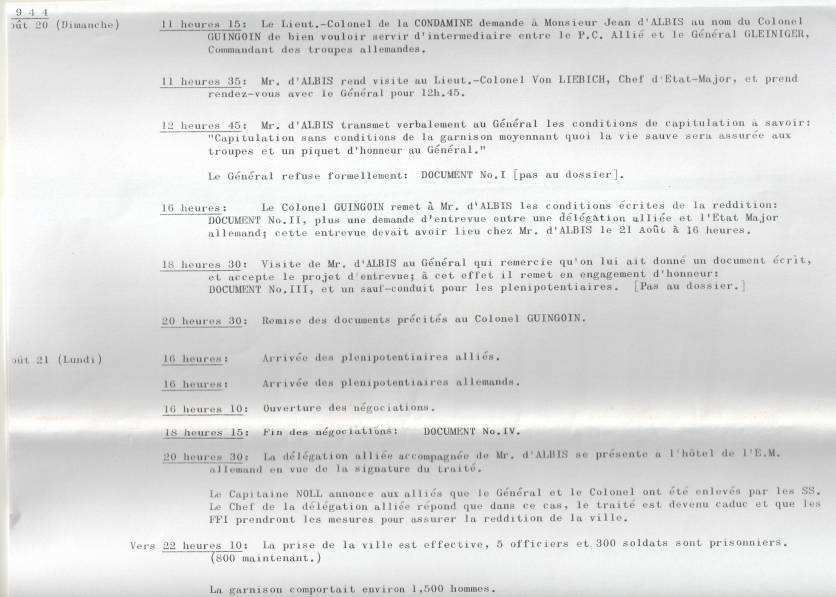 9 4 4
oût 20 (Dimanche) 11 heures 15: Le Lieut.-Colonel de la CONDAMINE demande à Monsieur Jean d'ALBIS au nom du Colonel
GUINGOIN de bien vouloir servir d'intermediaire entre le P.C. Allié et le Général GLEINIGER,
Commandant des troupes allemandes.
11 heures 35: Mr. d'ALBIS rend visite au Lieut.-Colonel Von LIEBICH, Chef d'Etat-Major, et prend
rendez-vous avec le Général pour 12h.45.
12 heures 45: Mr. d'ALBIS transmet verbalement au Général les conditions de capitulation à savoir:
"Capitulation sans conditions de la garnison moyennant quoi la vie sauve sera assurée aux
troupes et un piquet d'honneur au Général."
Le Général refuse formellement: DOCUMENT No.I [pas au dossier].
16 heures: Le Colonel GUINGOIN remet à Mr. d'ALBIS les conditions écrites de la reddition:
DOCUMENT No.II, plus une demande d'entrevue entre une délégation alliée et l'Etat Major
allemand; cette entrevue devait avoir lieu chez Mr. d'ALBIS le 21 Août à 16 heures.
18 heures 30: Visite de Mr. d'ALBIS au Général qui remercie qu'on lui ait donné un document écrit,
et accepte le projet d'entrevue; à cet effet il remet en engagement d'honneur:
DOCUMENT No.III, et un sauf-conduit pour les plenipotentiaires. [Pas au dossier.]
20 heures 30: Remise des documents précités au Colonel GUINGOIN.
oût 21 (Lundi) 16 heures: Arrivée des plenipotentinires alliés.
16 heures: Arrivée des plenipotentiaires allemands.
16 heures 10: Ouverture des négociations.
18 heures 15: Fin des négociations: DOCUMENT No.IV.
20 heures 30: La délégation alliée accompagnée de Mr. d'ALBIS se présente a l'hôtel de l'E.M.
allemand en vue de la signature du traité.
Le Capitaine NOLL annonce aux alliés que le Général et le Colonel ont été enlevés par les SS.
Le Chef de la délégation alliée répond que dans ce cas, le traité est devenu caduc et que les
FFI prendront les mesures pour assurer la reddition de la ville.
Vers 22 heures 10: La prise de la ville est effective, 5 officiers et 300 soldats sont prisonniers.
(800 maintenant.)
La garnison comportait environ 1,500 hommes.